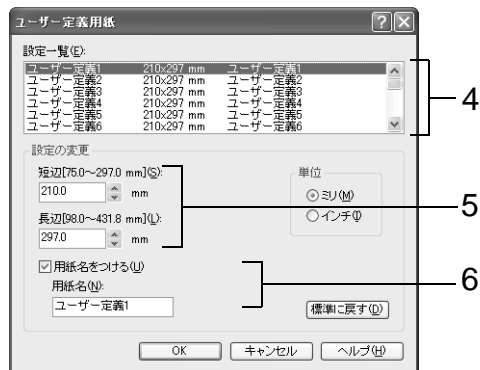 ユーザー定義用紙
設定一覧(E):
ユーザー定義1 210x297 mm ユーザー定義1
ユーザー定義2 210x297 mm ユーザー定義2
ユーザー定義3 210x297 mm ユーザー定義3
ユーザー定義4 210x297 mm ユーザー定義4
ユーザー定義5 210x297 mm ユーザー定義5
ユーザー定義6 210x297 mm ユーザー定義6
4
設定の変更
短辺[75.0～297.0 mm](S):
210.0 mm
長辺[98.0～431.8 mm](L):
297.0 mm
単位
ミリ(M)
インチ(I)
5
用紙名をつける(U)
用紙名(N):
ユーザー定義1
6
標準に戻す(D)
OK キャンセル ヘルプ(H)